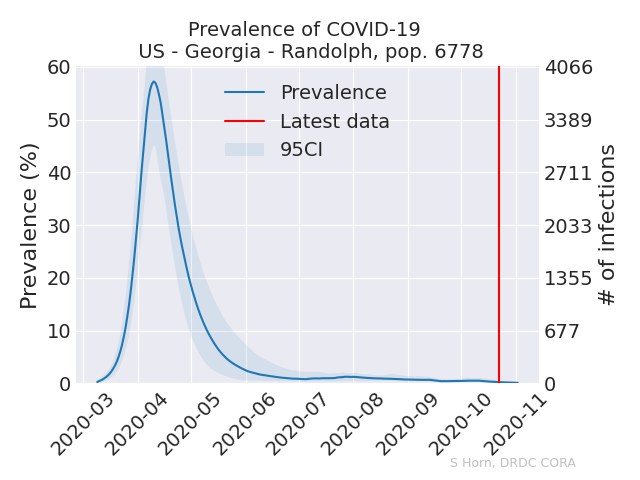 Prevalence of COVID-19
US - Georgia - Randolph, pop. 6778
Prevalence (%)
60
50
40
30
20
10
0
Prevalence
Latest data
95CI
4066
3389
2711
2033
1355
677
0
# of infections
2020-03
2020-04
2020-05
2020-06
2020-07
2020-08
2020-09
2020-10
2020-11
S Horn, DRDC CORA